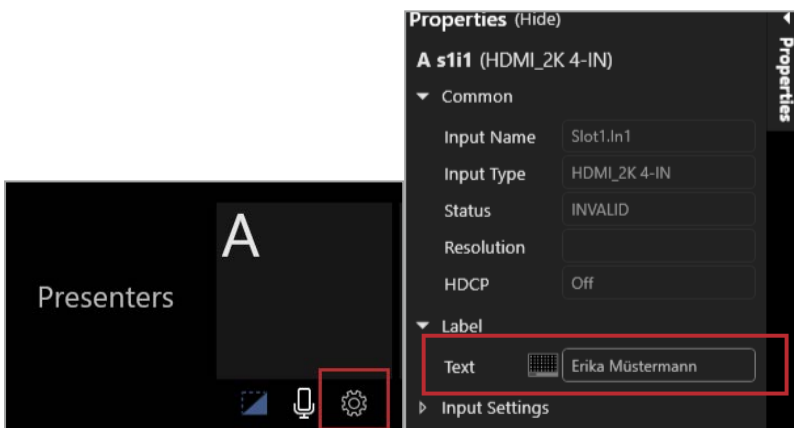 Presenters
A
Properties (Hide)
A s1i1 (HDMI_2K 4-IN)
Common
Input Name Slot1.In1
Input Type HDMI_2K 4-IN
Status INVALID
Resolution
HDCP Off
Label
Text Erika Müstermann
Input Settings
Properties